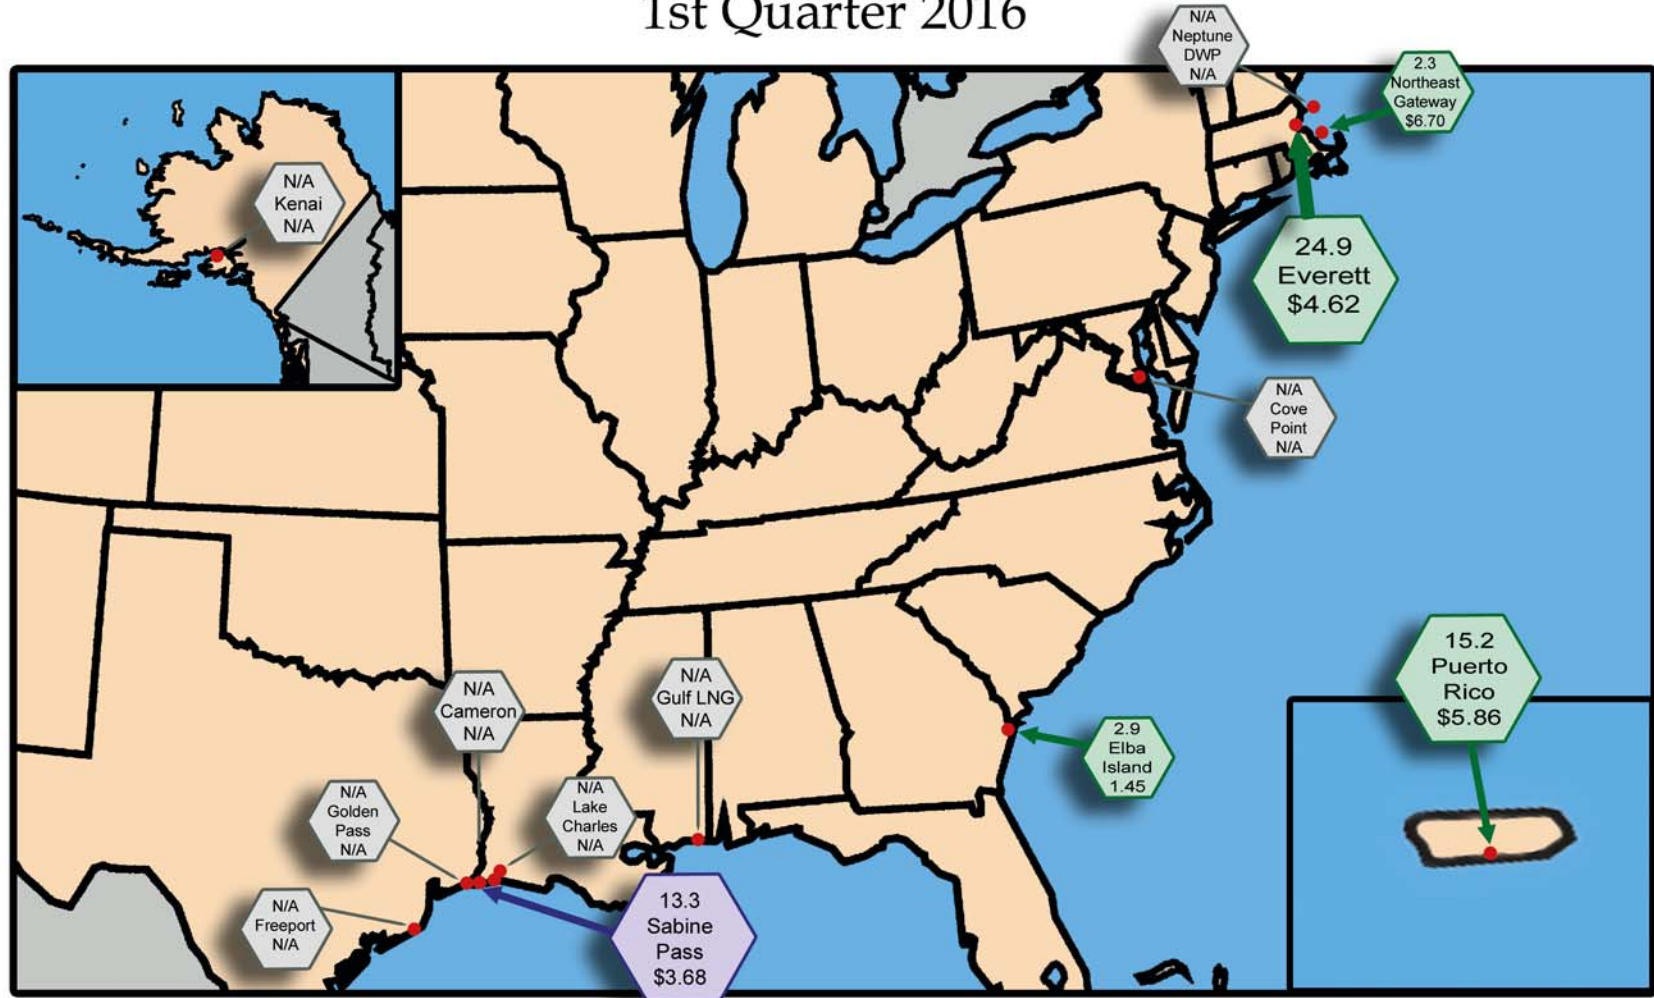 1st Quarter 2016
N/A
Neptune
DWP
N/A
2.3
Northeast
Gateway
$6.70
N/A
Kenai
N/A
24.9
Everett
$4.62
N/A
Cove
Point
N/A
15.2
Puerto
Rico
$5.86
N/A
Cameron
N/A
N/A
Gulf LNG
N/A
2.9
Elba
Island
1.45
N/A
Golden
Pass
N/A
N/A
Lake
Charles
N/A
N/A
Freeport
N/A
13.3
Sabine
Pass
$3.68